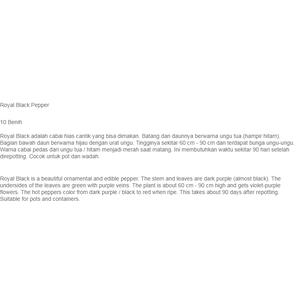 Royal Black Pepper
10 Benih
Royal Black adalah cabai hias cantik yang bisa dimakan. Batang dan daunnya berwarna ungu tua (hampir hitam).
Bagian bawah daun berwarna hijau dengan urat ungu. Tingginya sekitar 60 cm - 90 cm dan terdapat bunga ungu-ungu.
Warna cabai pedas dari ungu tua / hitam menjadi merah saat matang. Ini membutuhkan waktu sekitar 90 hari setelah
direpotting. Cocok untuk pot dan wadah.
Royal Black is a beautiful ornamental and edible pepper. The stem and leaves are dark purple (almost black). The
undersides of the leaves are green with purple veins. The plant is about 60 cm - 90 cm high and gets violet-purple
flowers. The hot peppers color from dark purple / black to red when ripe. This takes about 90 days after repotting.
Suitable for pots and containers.